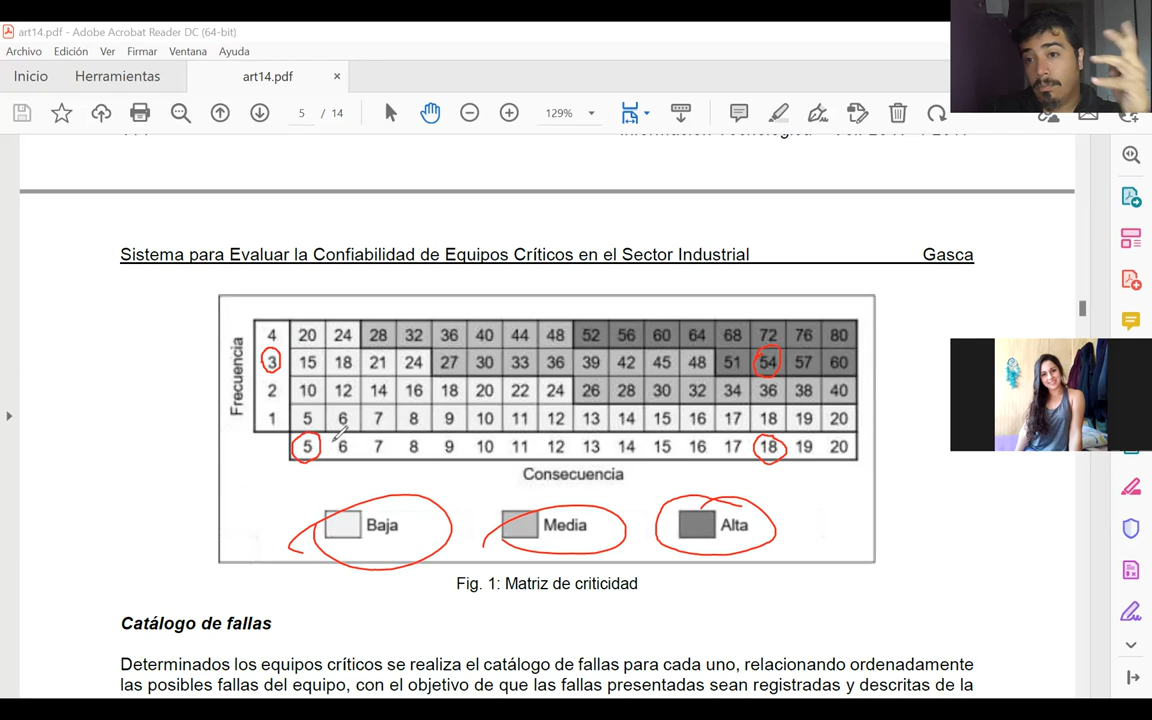 art14.pdf - Adobe Acrobat Reader DC (64-bit)
Archivo Edición Ver Firmar Ventana Ayuda
Inicio Herramientas art14.pdf ×
5 / 14 129%
Sistema para Evaluar la Confiabilidad de Equipos Críticos en el Sector Industrial Gasca
Frecuencia
4 20 24 28 32 36 40 44 48 52 56 60 64 68 72 76 80
3 15 18 21 24 27 30 33 36 39 42 45 48 51 54 57 60
2 10 12 14 16 18 20 22 24 26 28 30 32 34 36 38 40
1 5 6 7 8 9 10 11 12 13 14 15 16 17 18 19 20
5 6 7 8 9 10 11 12 13 14 15 16 17 18 19 20
Consecuencia
Baja Media Alta
Fig. 1: Matriz de criticidad
Catálogo de fallas
Determinados los equipos críticos se realiza el catálogo de fallas para cada uno, relacionando ordenadamente
las posibles fallas del equipo, con el objetivo de que las fallas presentadas sean registradas y descritas de la